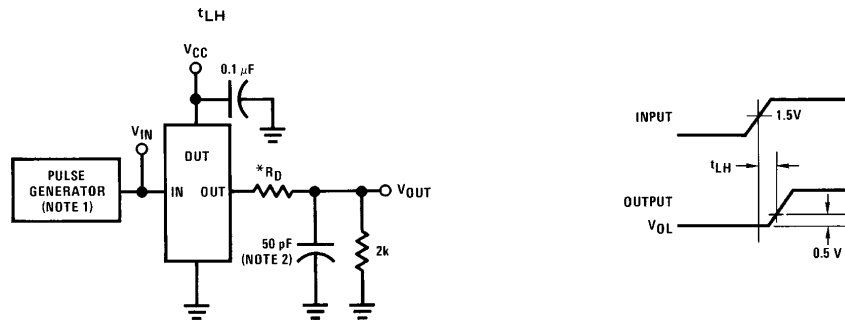 tLH
VCC
0.1 µF
VIN
DUT
PULSE
GENERATOR
(NOTE 1)
IN
OUT
*RD
VOUT
50 pF
(NOTE 2)
2k
INPUT
1.5V
tLH
OUTPUT
VOL
0.5 V